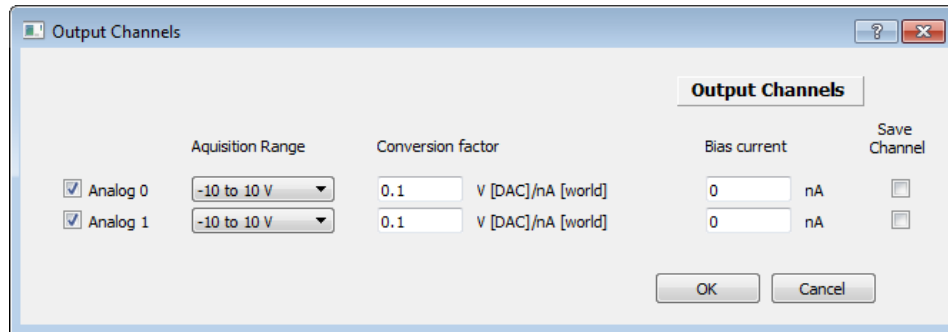 Output Channels
Output Channels
Aquisition Range Conversion factor Bias current Save Channel
Analog 0 -10 to 10 V 0.1 V [DAC]/nA [world] 0 nA
Analog 1 -10 to 10 V 0.1 V [DAC]/nA [world] 0 nA
OK Cancel